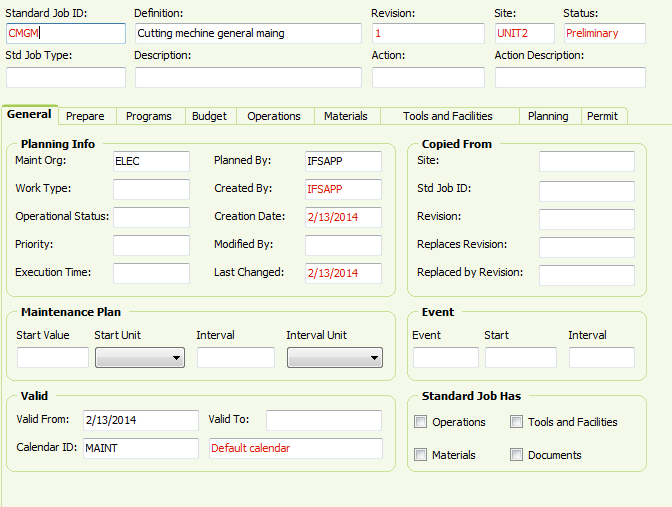 Standard Job ID: Definition: Revision: Site: Status:
CMGM Cutting mechine general maing 1 UNIT2 Preliminary
Std Job Type: Description: Action: Action Description:
General Prepare Programs Budget Operations Materials Tools and Facilities Planning Permit
Planning Info Copied From
Maint Org: ELEC Planned By: IFSAPP Site:
Work Type: Created By: IFSAPP Std Job ID:
Operational Status: Creation Date: 2/13/2014 Revision:
Priority: Modified By: Replaces Revision:
Execution Time: Last Changed: 2/13/2014 Replaced by Revision:
Maintenance Plan Event
Start Value Start Unit Interval Interval Unit Event Start Interval
Valid Standard Job Has
Valid From: 2/13/2014 Valid To: Operations Tools and Facilities
Calendar ID: MAINT Default calendar Materials Documents